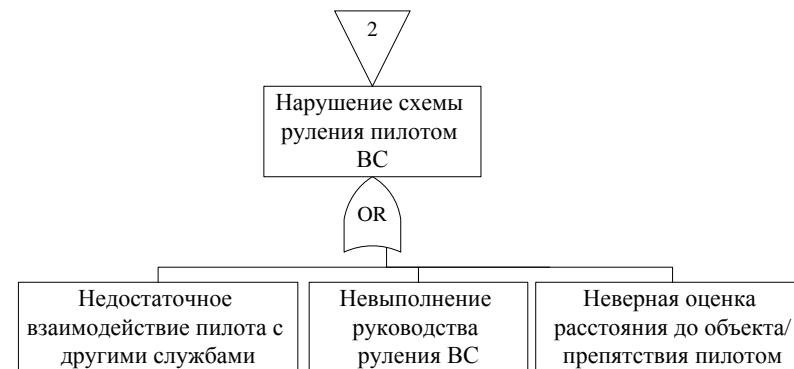 2
Нарушение схемы
руления пилотом
ВС
OR
Недостаточное
взаимодействие пилота с
другими службами
Невыполнение
руководства
руления ВС
Неверная оценка
расстояния до объекта/
препятствия пилотом